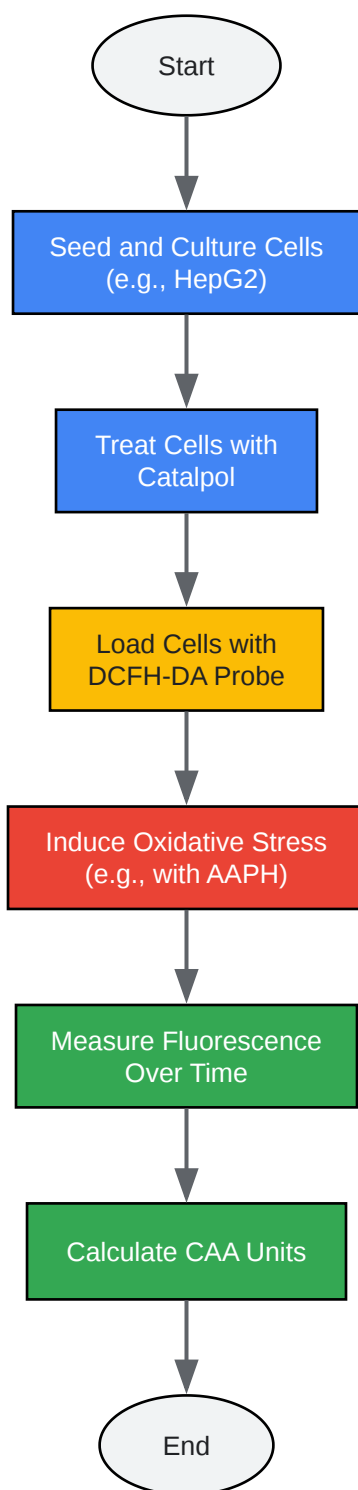 Start
Seed and Culture Cells
(e.g., HepG2)
Treat Cells with
Catalpol
Load Cells with
DCFH-DA Probe
Induce Oxidative Stress
(e.g., with AAPH)
Measure Fluorescence
Over Time
Calculate CAA Units
End